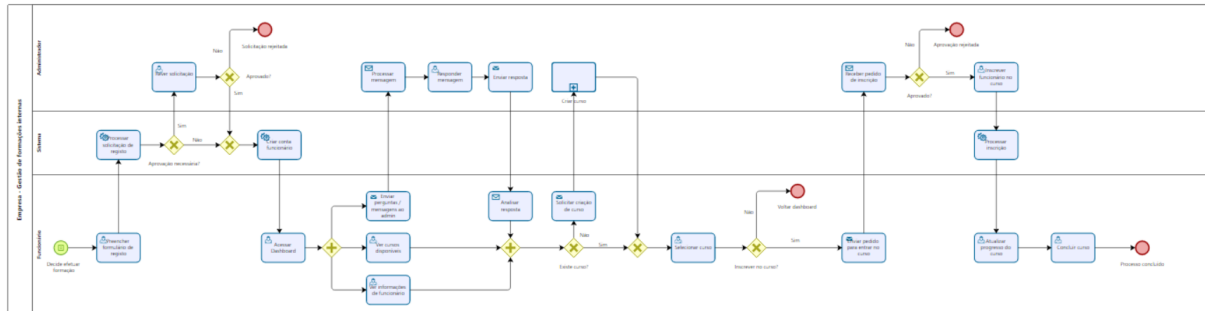 Empresa - Gestão de formações internas
Administrador
Rever solicitação
Não
Solicitação rejeitada
Aprovado?
Sim
Processar
mensagem
Responder
mensagem
Enviar resposta
Criar curso
Receber pedido
de inscrição
Não
Aprovação rejeitada
Aprovado?
Sim
Inscrever
funcionário no
curso
Sistema
Processar
solicitação de
registo
Sim
Aprovação necessária?
Não
Criar conta
funcionário
Processar
inscrição
Funcionário
Decide efetuar
formação
Preencher
formulário de
registo
Acessar
Dashboard
Enviar
perguntas /
mensagens ao
admin
Ver cursos
disponíveis
Ver informações
de funcionário
Analisar
resposta
Solicitar criação
de curso
Não
Existe curso?
Sim
Selecionar curso
Não
Voltar dashboard
Inscrever no curso?
Sim
Enviar pedido
para entrar no
curso
Atualizar
progresso do
curso
Concluir curso
Processo concluído